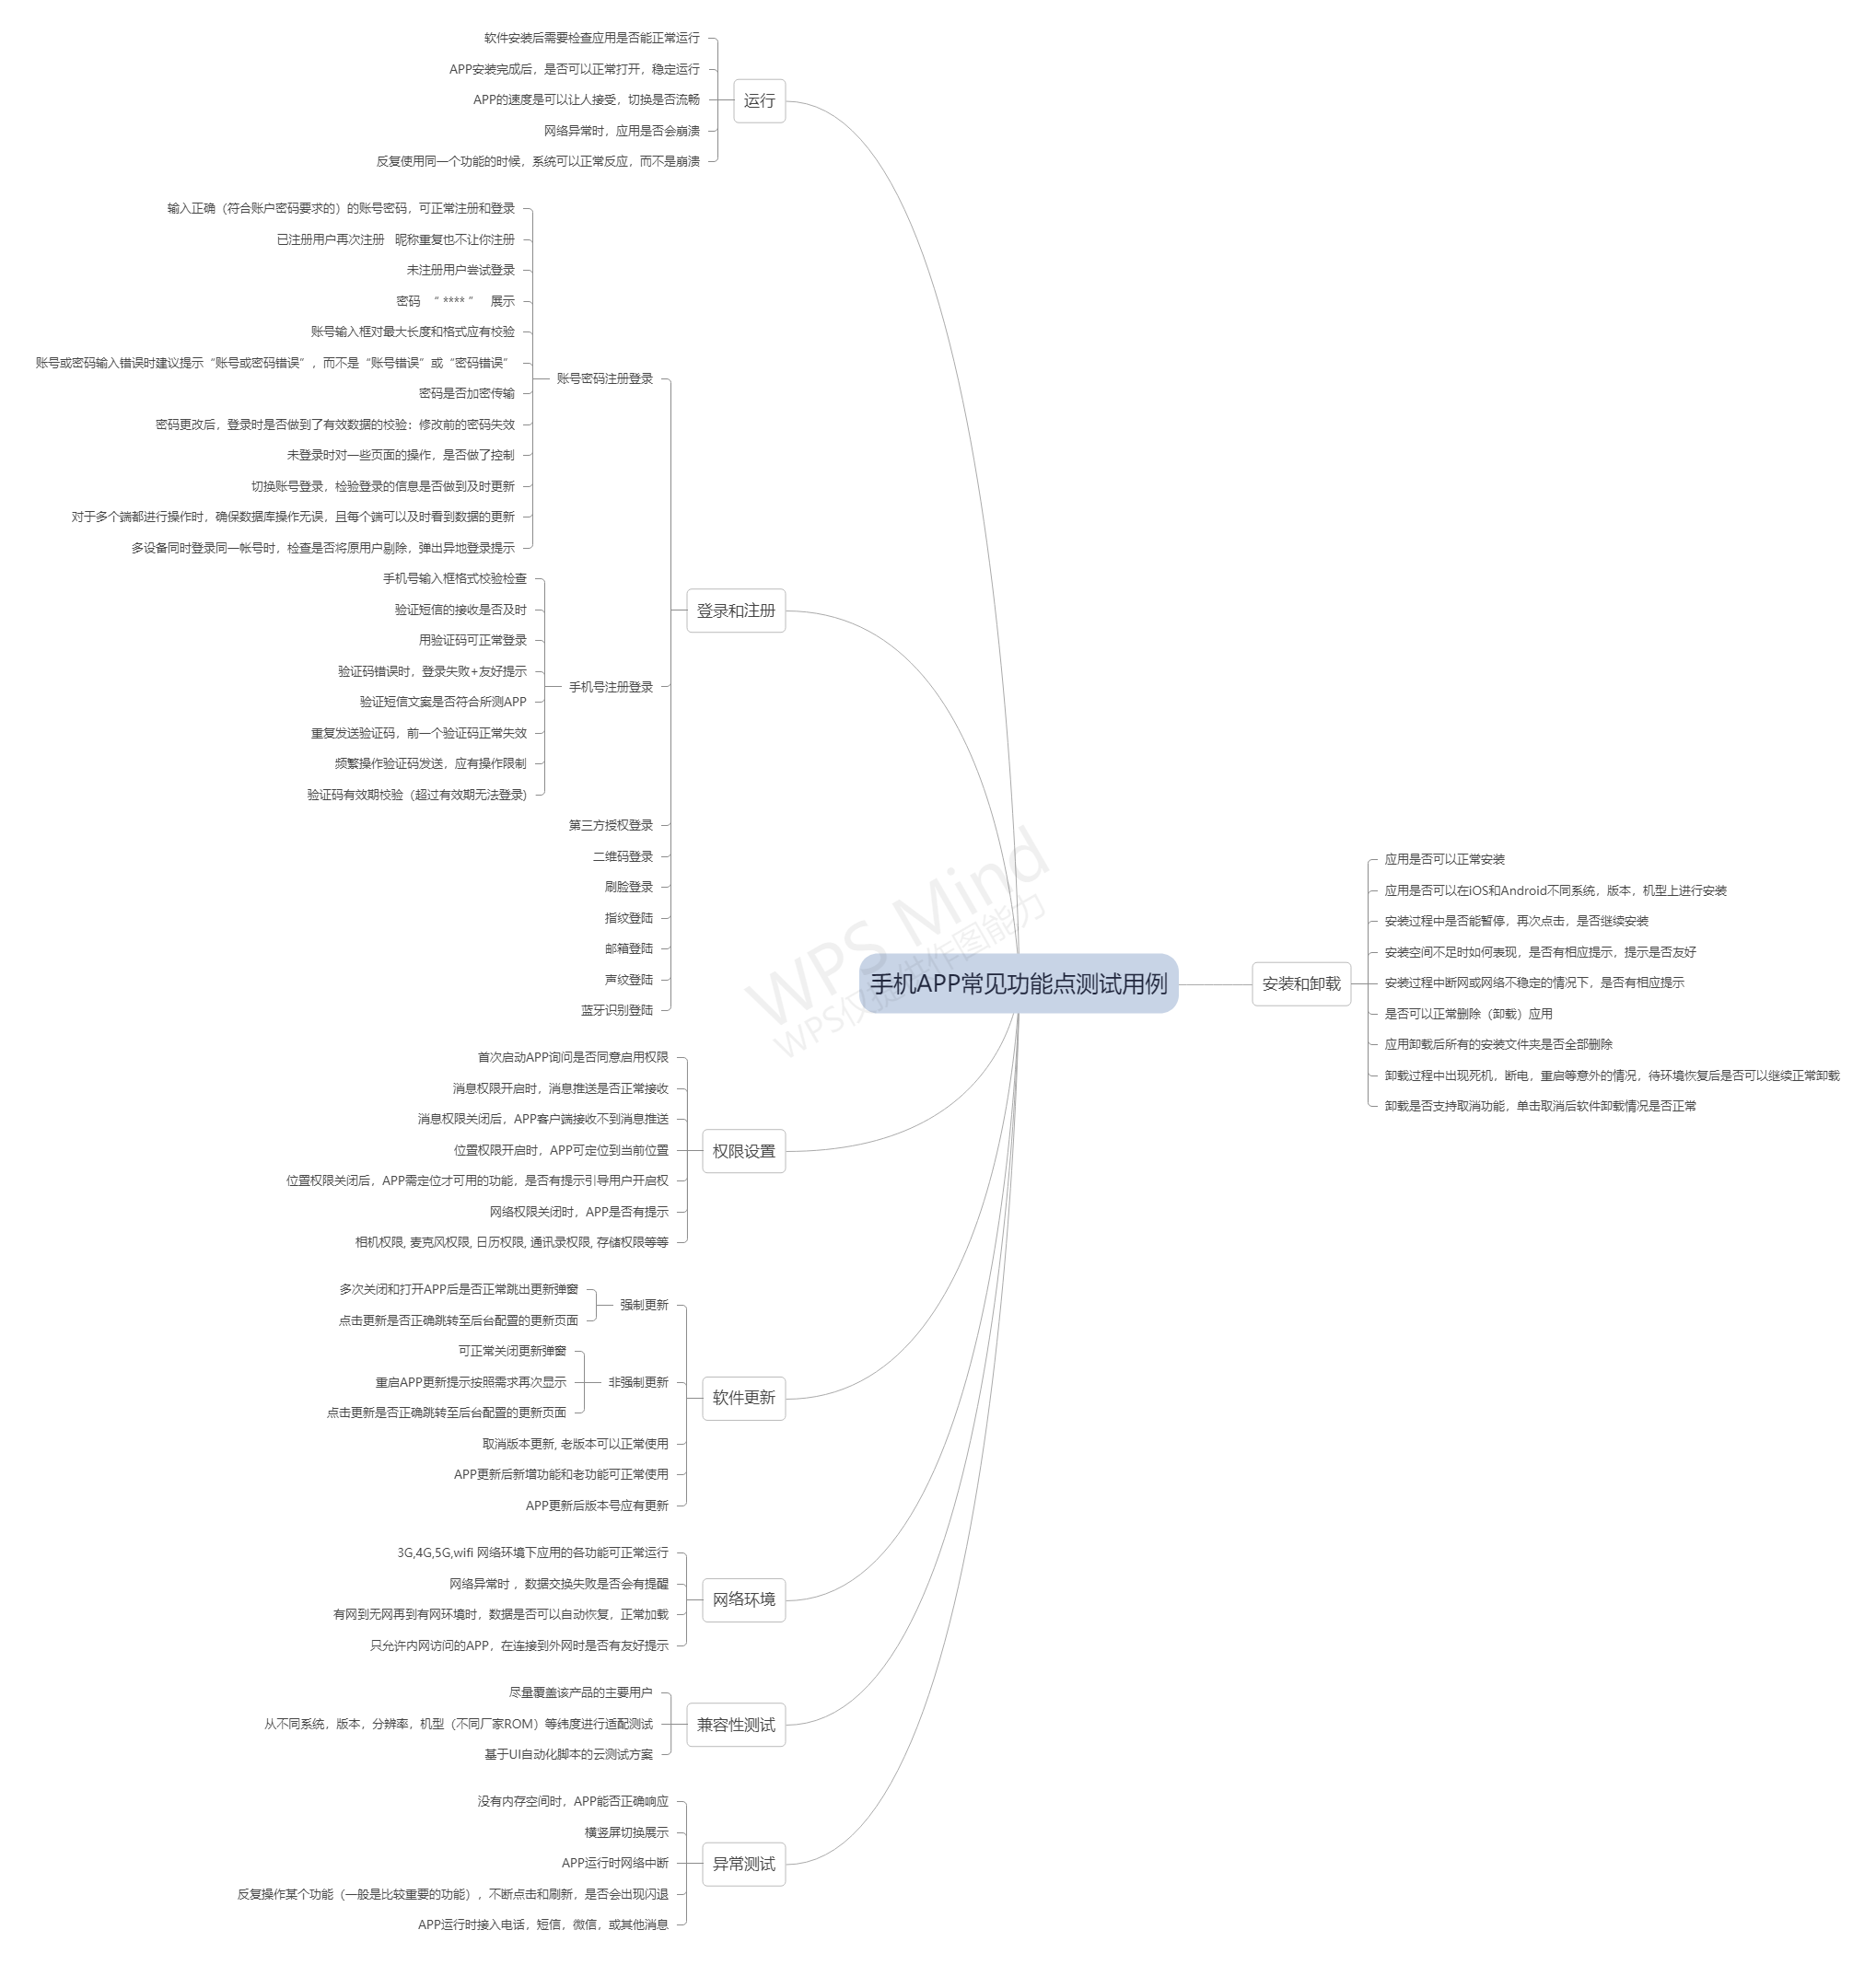 手机APP常见功能点测试用例
安装和卸载
应用是否可以正常安装
应用是否可以在iOS和Android不同系统，版本，机型上进行安装
安装过程中是否能暂停，再次点击，是否继续安装
安装空间不足时如何表现，是否有相应提示，提示是否友好
安装过程中断网或网络不稳定的情况下，是否有相应提示
是否可以正常删除（卸载）应用
应用卸载后所有的安装文件夹是否全部删除
卸载过程中出现死机，断电，重启等意外的情况，待环境恢复后是否可以继续正常卸载
卸载是否支持取消功能，单击取消后软件卸载情况是否正常
运行
软件安装后需要检查应用是否能正常运行
APP安装完成后，是否可以正常打开，稳定运行
APP的速度是可以让人接受，切换是否流畅
网络异常时，应用是否会崩溃
反复使用同一个功能的时候，系统可以正常反应，而不是崩溃
登录和注册
账号密码注册登录
输入正确（符合账户密码要求的）的账号密码，可正常注册和登录
已注册用户再次注册 昵称重复也不让你注册
未注册用户尝试登录
密码 “ **** ” 展示
账号输入框对最大长度和格式应有校验
账号或密码输入错误时建议提示“账号或密码错误”，而不是“账号错误”或“密码错误”
密码是否加密传输
密码更改后，登录时是否做到了有效数据的校验：修改前的密码失效
未登录时对一些页面的操作，是否做了控制
切换账号登录，检验登录的信息是否做到及时更新
对于多个端都进行操作时，确保数据库操作无误，且每个端可以及时看到数据的更新
多设备同时登录同一帐号时，检查是否将原用户剔除，弹出异地登录提示
手机号注册登录
手机号输入框格式校验检查
验证短信的接收是否及时
用验证码可正常登录
验证码错误时，登录失败+友好提示
验证短信文案是否符合所测APP
重复发送验证码，前一个验证码正常失效
频繁操作验证码发送，应有操作限制
验证码有效期校验（超过有效期无法登录)
第三方授权登录
二维码登录
刷脸登录
指纹登陆
邮箱登陆
声纹登陆
蓝牙识别登陆
权限设置
首次启动APP询问是否同意启用权限
消息权限开启时，消息推送是否正常接收
消息权限关闭后，APP客户端接收不到消息推送
位置权限开启时，APP可定位到当前位置
位置权限关闭后，APP需定位才可用的功能，是否有提示引导用户开启权
网络权限关闭时，APP是否有提示
相机权限, 麦克风权限, 日历权限, 通讯录权限, 存储权限等等
软件更新
强制更新
多次关闭和打开APP后是否正常跳出更新弹窗
点击更新是否正确跳转至后台配置的更新页面
非强制更新
可正常关闭更新弹窗
重启APP更新提示按照需求再次显示
点击更新是否正确跳转至后台配置的更新页面
取消版本更新, 老版本可以正常使用
APP更新后新增功能和老功能可正常使用
APP更新后版本号应有更新
网络环境
3G,4G,5G,wifi 网络环境下应用的各功能可正常运行
网络异常时 ，数据交换失败是否会有提醒
有网到无网再到有网环境时，数据是否可以自动恢复，正常加载
只允许内网访问的APP，在连接到外网时是否有友好提示
兼容性测试
尽量覆盖该产品的主要用户
从不同系统，版本，分辨率，机型（不同厂家ROM）等纬度进行适配测试
基于UI自动化脚本的云测试方案
异常测试
没有内存空间时，APP能否正确响应
横竖屏切换展示
APP运行时网络中断
反复操作某个功能（一般是比较重要的功能），不断点击和刷新，是否会出现闪退
APP运行时接入电话，短信，微信，或其他消息
WPS Mind
WPS仅提供作图能力